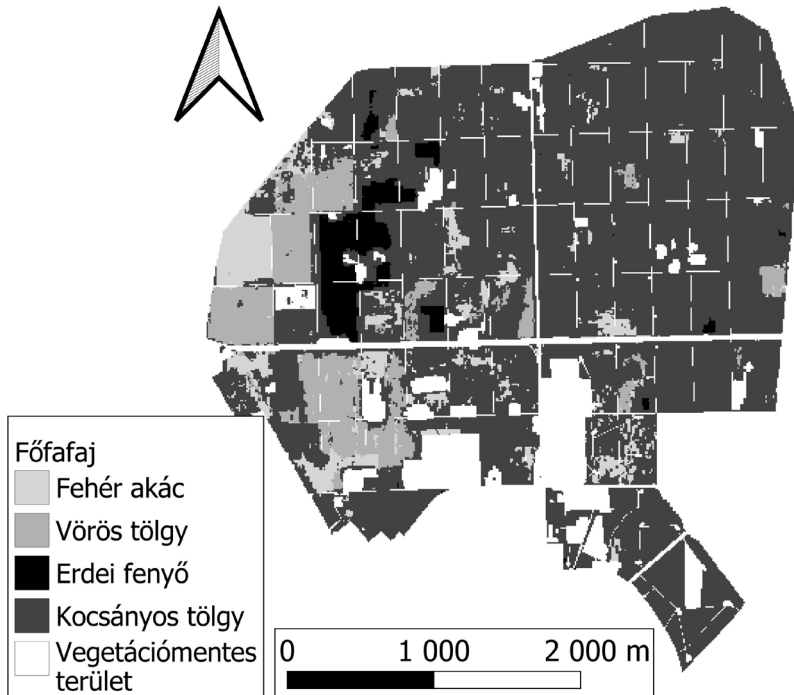 Főfafaj
Fehér akác
Vörös tölgy
Erdei fenyő
Kocsányos tölgy
Vegetációmentes
terület
0 1 000 2 000 m